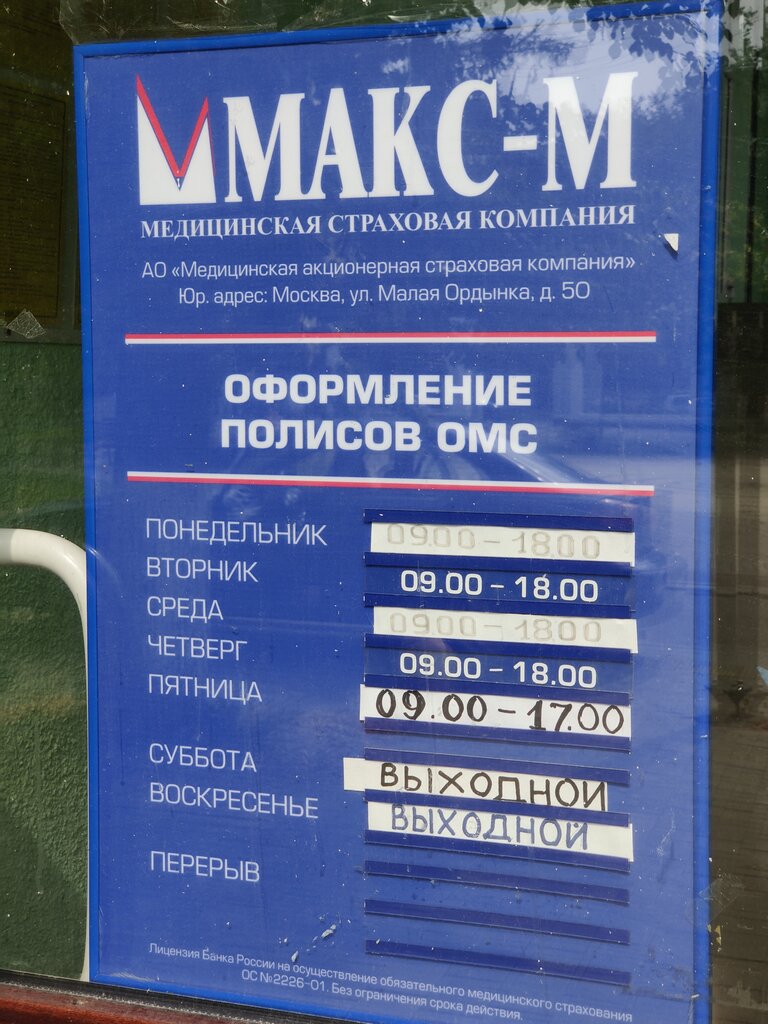 МАКС-М
МЕДИЦИНСКАЯ СТРАХОВАЯ КОМПАНИЯ
АО «Медицинская акционерная страховая компания»
Юр. адрес: Москва, ул. Малая Ордынка, д. 50
ОФОРМЛЕНИЕ
ПОЛИСОВ ОМС
ПОНЕДЕЛЬНИК 09.00 – 18.00
ВТОРНИК 09.00 – 18.00
СРЕДА 09.00 – 18.00
ЧЕТВЕРГ 09.00 – 18.00
ПЯТНИЦА 09.00 – 17.00
СУББОТА ВЫХОДНОЙ
ВОСКРЕСЕНЬЕ ВЫХОДНОЙ
ПЕРЕРЫВ
Лицензия Банка России на осуществление обязательного медицинского страхования
ОС №2226-01. Без ограничения срока действия.